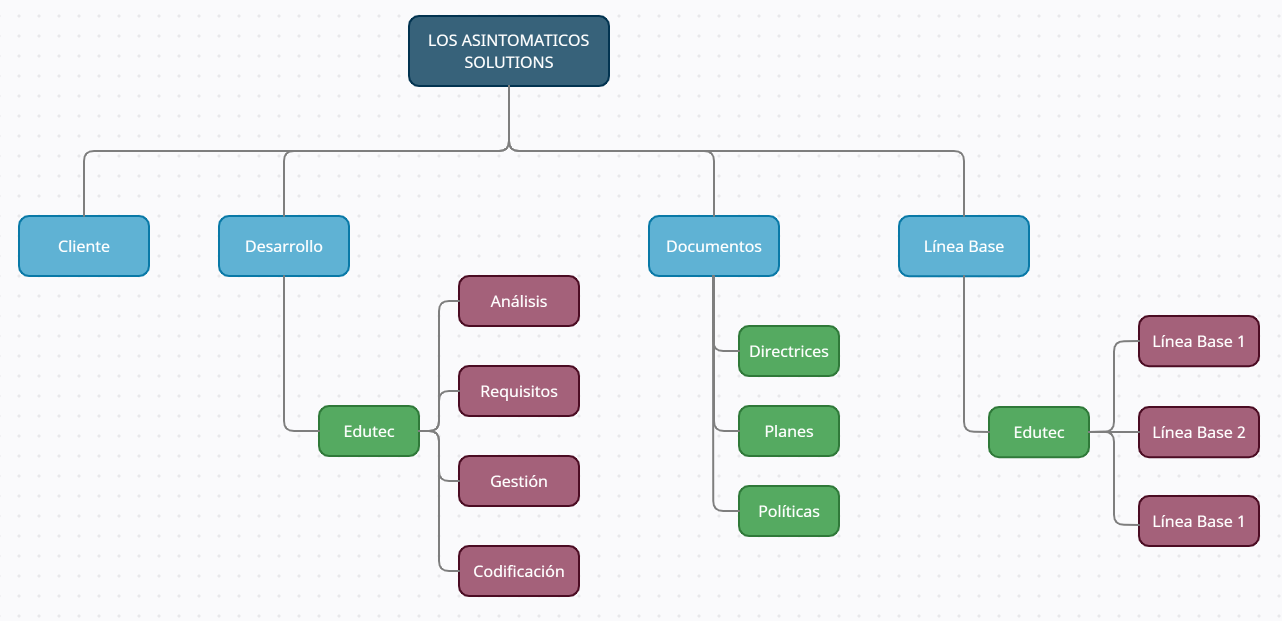 LOS ASINTOMATICOS
SOLUTIONS
Cliente
Desarrollo
Documentos
Línea Base
Análisis
Requisitos
Edutec
Gestión
Codificación
Directrices
Planes
Políticas
Edutec
Línea Base 1
Línea Base 2
Línea Base 1